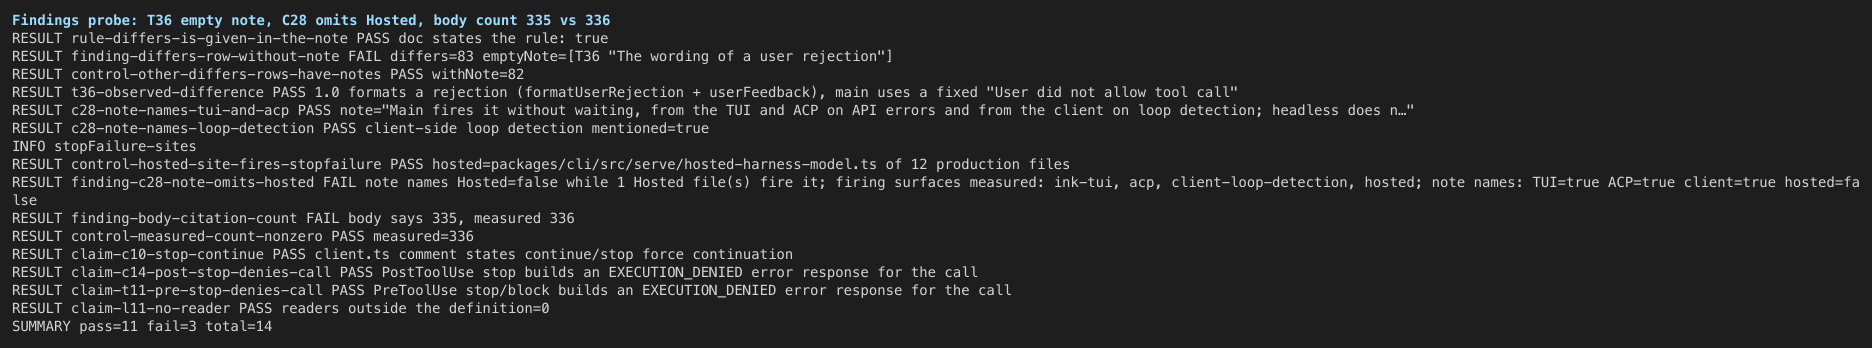 Findings probe: T36 empty note, C28 omits Hosted, body count 335 vs 336
RESULT rule-differs-is-given-in-the-note PASS doc states the rule: true
RESULT finding-differs-row-without-note FAIL differs=83 emptyNote=[T36 "The wording of a user rejection"]
RESULT control-other-differs-rows-have-notes PASS withNote=82
RESULT t36-observed-difference PASS 1.0 formats a rejection (formatUserRejection + userFeedback), main uses a fixed "User did not allow tool call"
RESULT c28-note-names-tui-and-acp PASS note="Main fires it without waiting, from the TUI and ACP on API errors and from the client on loop detection; headless does n…"
RESULT c28-note-names-loop-detection PASS client-side loop detection mentioned=true
INFO stopFailure-sites
RESULT control-hosted-site-fires-stopfailure PASS hosted=packages/cli/src/serve/hosted-harness-model.ts of 12 production files
RESULT finding-c28-note-omits-hosted FAIL note names Hosted=false while 1 Hosted file(s) fire it; firing surfaces measured: ink-tui, acp, client-loop-detection, hosted; note names: TUI=true ACP=true client=true hosted=fa
lse
RESULT finding-body-citation-count FAIL body says 335, measured 336
RESULT control-measured-count-nonzero PASS measured=336
RESULT claim-c10-stop-continue PASS client.ts comment states continue/stop force continuation
RESULT claim-c14-post-stop-denies-call PASS PostToolUse stop builds an EXECUTION_DENIED error response for the call
RESULT claim-t11-pre-stop-denies-call PASS PreToolUse stop/block builds an EXECUTION_DENIED error response for the call
RESULT claim-l11-no-reader PASS readers outside the definition=0
SUMMARY pass=11 fail=3 total=14